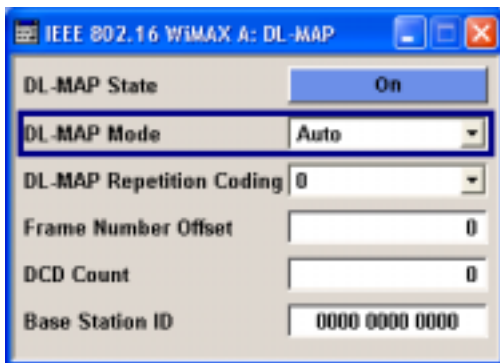 IEEE 802.16 WiMAX A: DL-MAP
DL-MAP State On
DL-MAP Mode Auto
DL-MAP Repetition Coding 0
Frame Number Offset 0
DCD Count 0
Base Station ID 0000 0000 0000